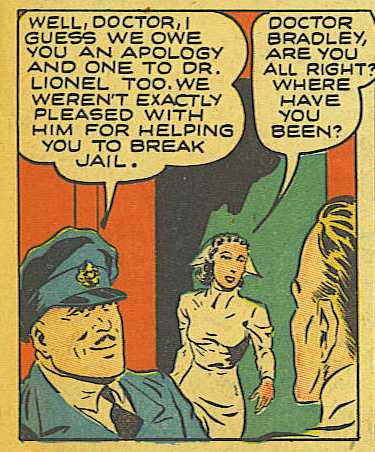 WELL, DOCTOR, I
GUESS WE OWE
YOU AN APOLOGY
AND ONE TO DR.
LIONEL TOO. WE
WEREN'T EXACTLY
PLEASED WITH
HIM FOR HELPING
YOU TO BREAK
JAIL.
DOCTOR
BRADLEY,
ARE YOU
ALL RIGHT?
WHERE
HAVE
YOU
BEEN?